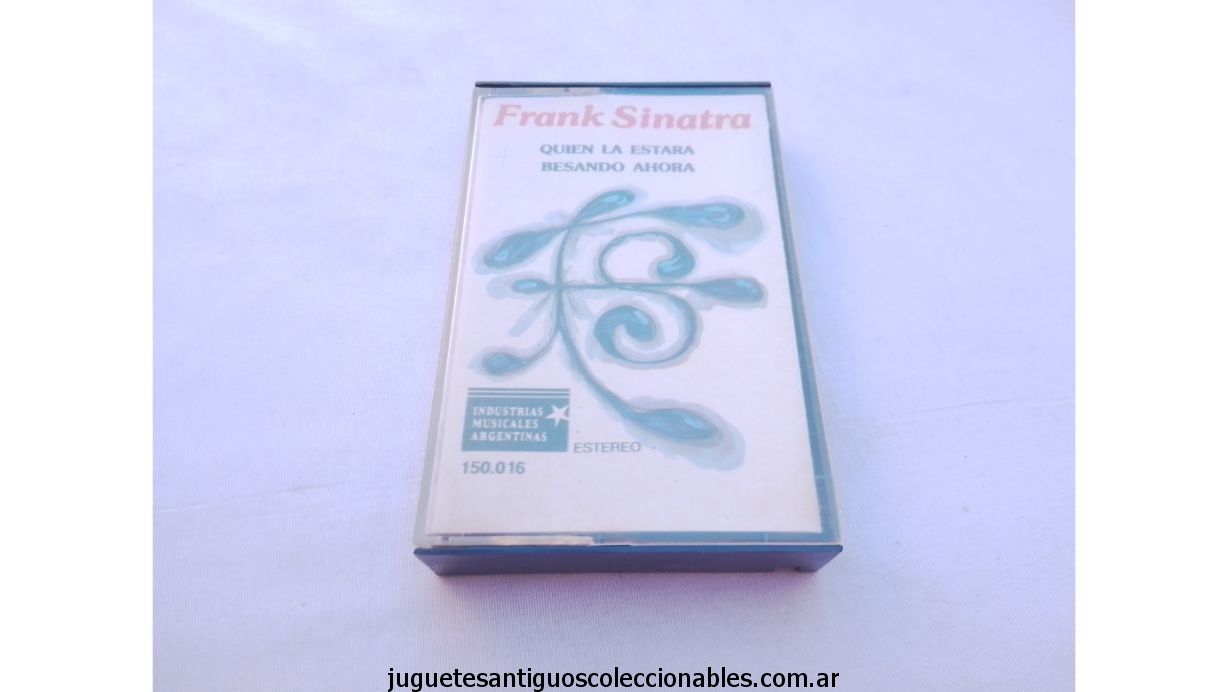 Frank Sinatra
QUIEN LA ESTARA
BESANDO AHORA
INDUSTRIAS
MUSICALES
ARGENTINAS
ESTEREO
150.016
juguetesantiguoscoleccionables.com.ar